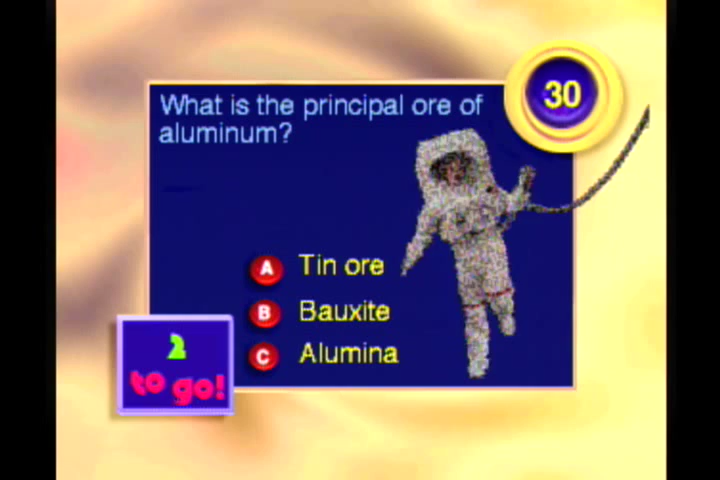 What is the principal ore of
aluminum?
30
A Tin ore
B Bauxite
C Alumina
2
to go!